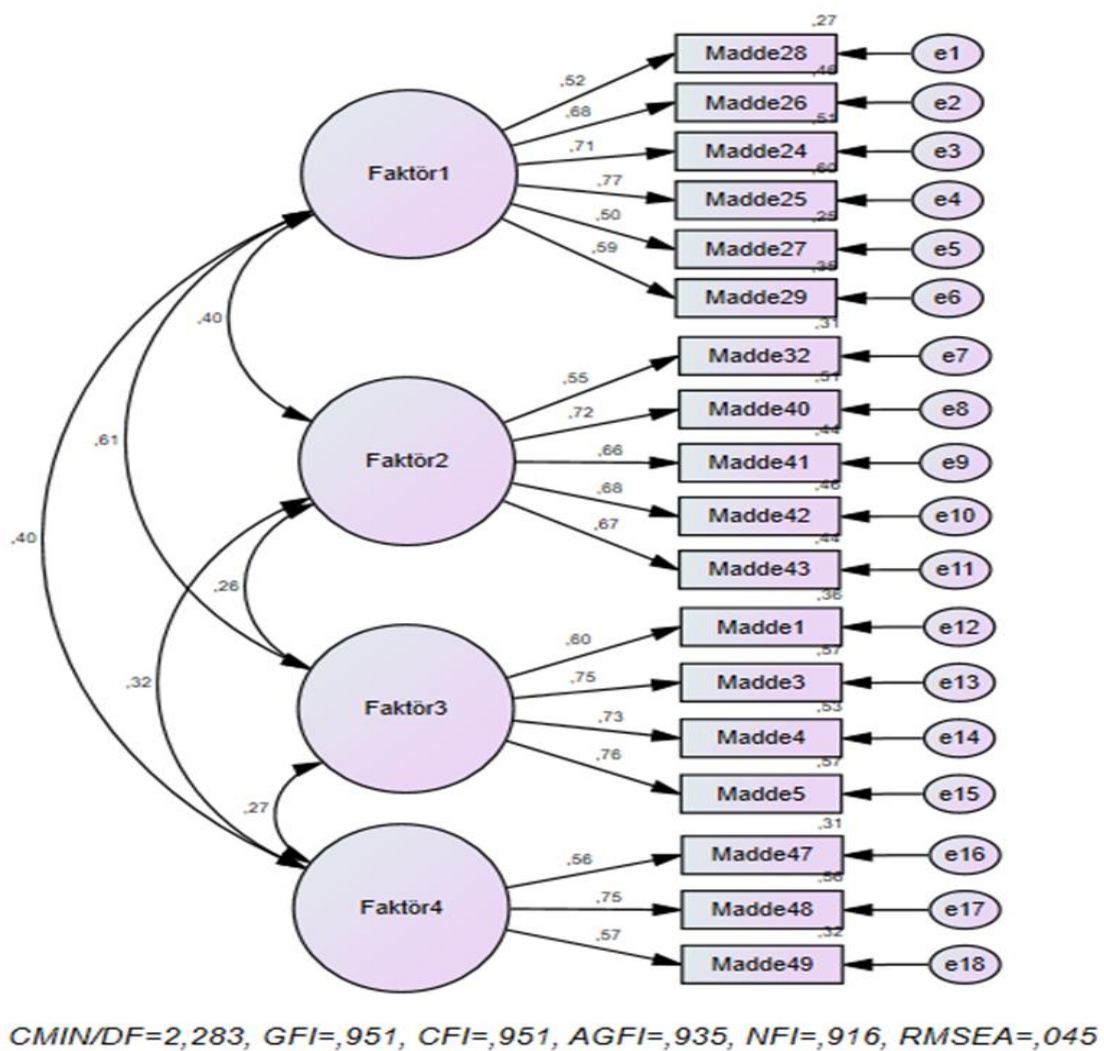 ,27
Madde28
e1
,52
,46
Madde26
e2
,68
,51
Madde24
e3
,71
Faktör1
,60
Madde25
e4
,77
,25
Madde27
e5
,50
,35
Madde29
e6
,59
,31
Madde32
e7
,55
,51
Madde40
e8
,72
,44
Madde41
e9
,66
Faktör2
,46
Madde42
e10
,68
,44
Madde43
e11
,67
,40
,61
,40
,26
,32
,27
,36
Madde1
e12
,60
,57
Madde3
e13
,75
Faktör3
,53
Madde4
e14
,73
,57
Madde5
e15
,76
,31
Madde47
e16
,56
,56
Madde48
e17
,75
Faktör4
,32
Madde49
e18
,57
CMIN/DF=2,283, GFI=,951, CFI=,951, AGFI=,935, NFI=,916, RMSEA=,045